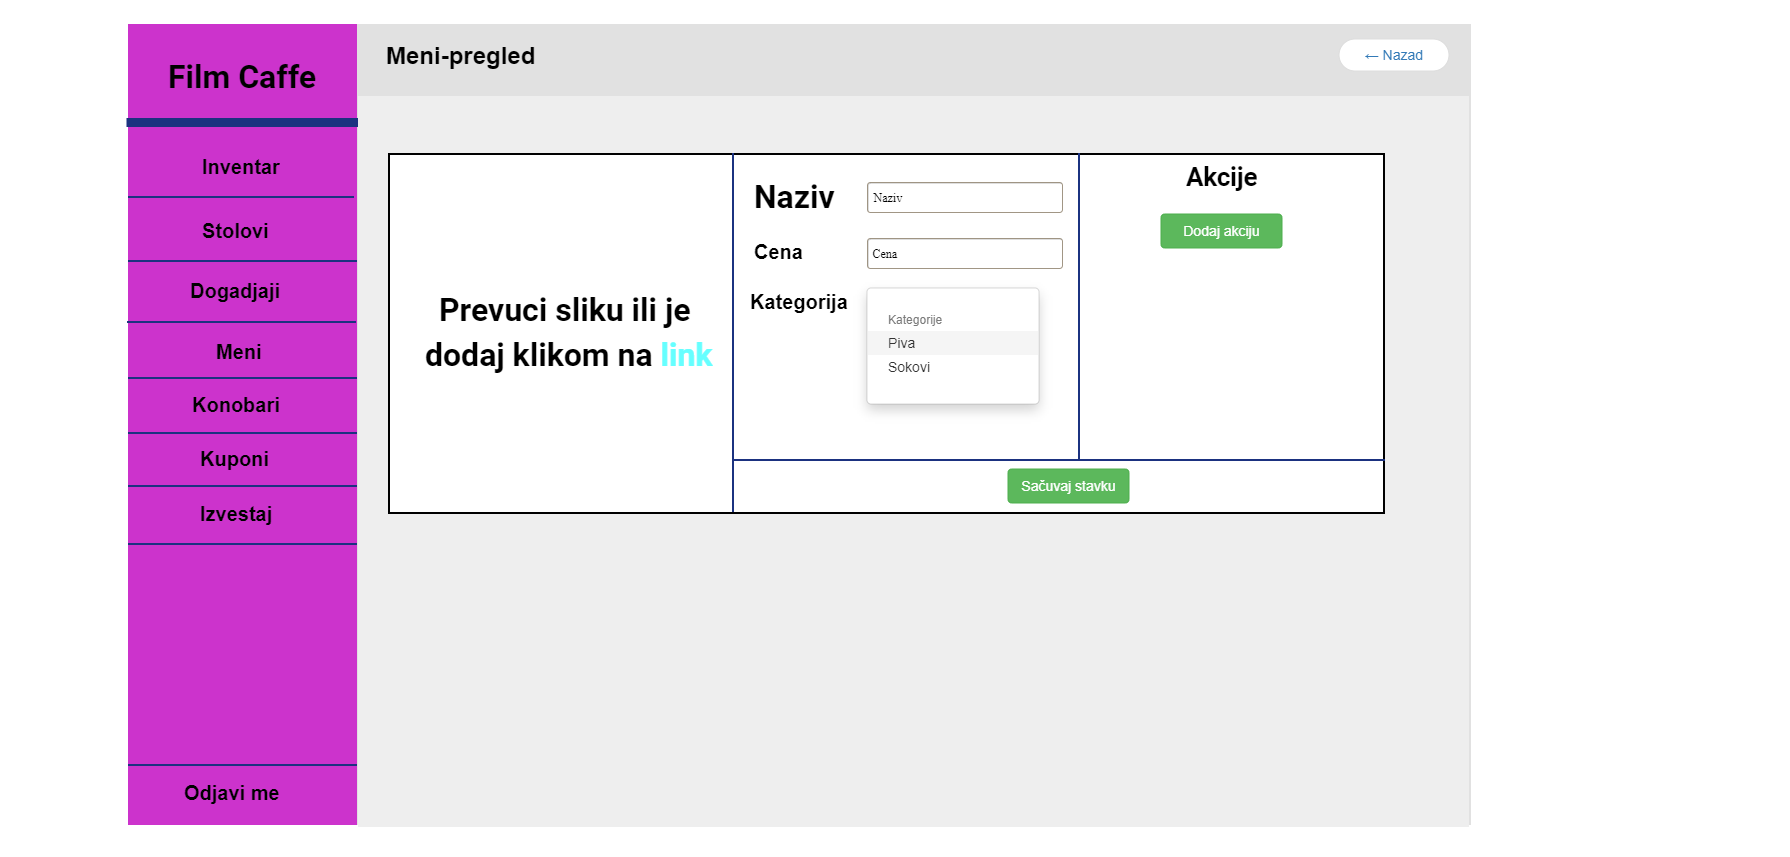 Film Caffe
Inventar
Stolovi
Dogadjaji
Meni
Konobari
Kuponi
Izvestaj
Odjavi me
Meni-pregled
← Nazad
Prevuci sliku ili je
dodaj klikom na link
Naziv
Naziv
Cena
Cena
Kategorija
Kategorije
Piva
Sokovi
Akcije
Dodaj akciju
Sačuvaj stavku